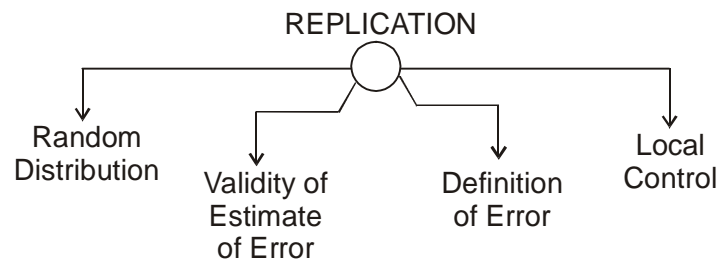 REPLICATION
Random
Distribution
Validity of
Estimate
of Error
Definition
of Error
Local
Control